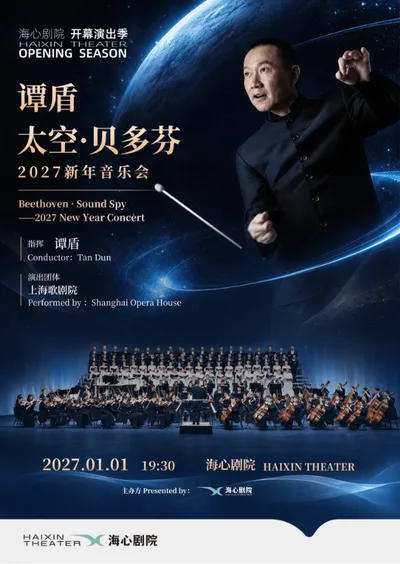 海心剧院 开幕演出季
HAIXIN THEATER
OPENING SEASON
谭盾
太空·贝多芬
2027新年音乐会
Beethoven · Sound Spy
——2027 New Year Concert
指挥 谭盾
Conductor: Tan Dun
演出团体
上海歌剧院
Performed by : Shanghai Opera House
2027.01.01 19:30 海心剧院 HAIXIN THEATER
主办方 Presented by: 海心剧院
HAIXIN THEATER 海心剧院